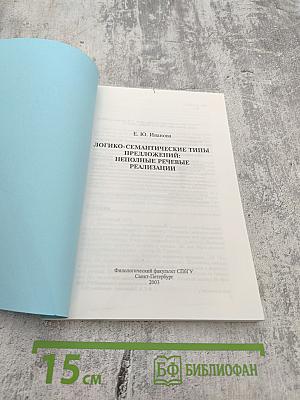 Е. Ю. Иванова
ЛОГИКО-СЕМАНТИЧЕСКИЕ ТИПЫ
ПРЕДЛОЖЕНИЙ:
НЕПОЛНЫЕ РЕЧЕВЫЕ
РЕАЛИЗАЦИИ
Филологический факультет СПбГУ
Санкт-Петербург
2003
15 см
БФ БИБЛИОФАН